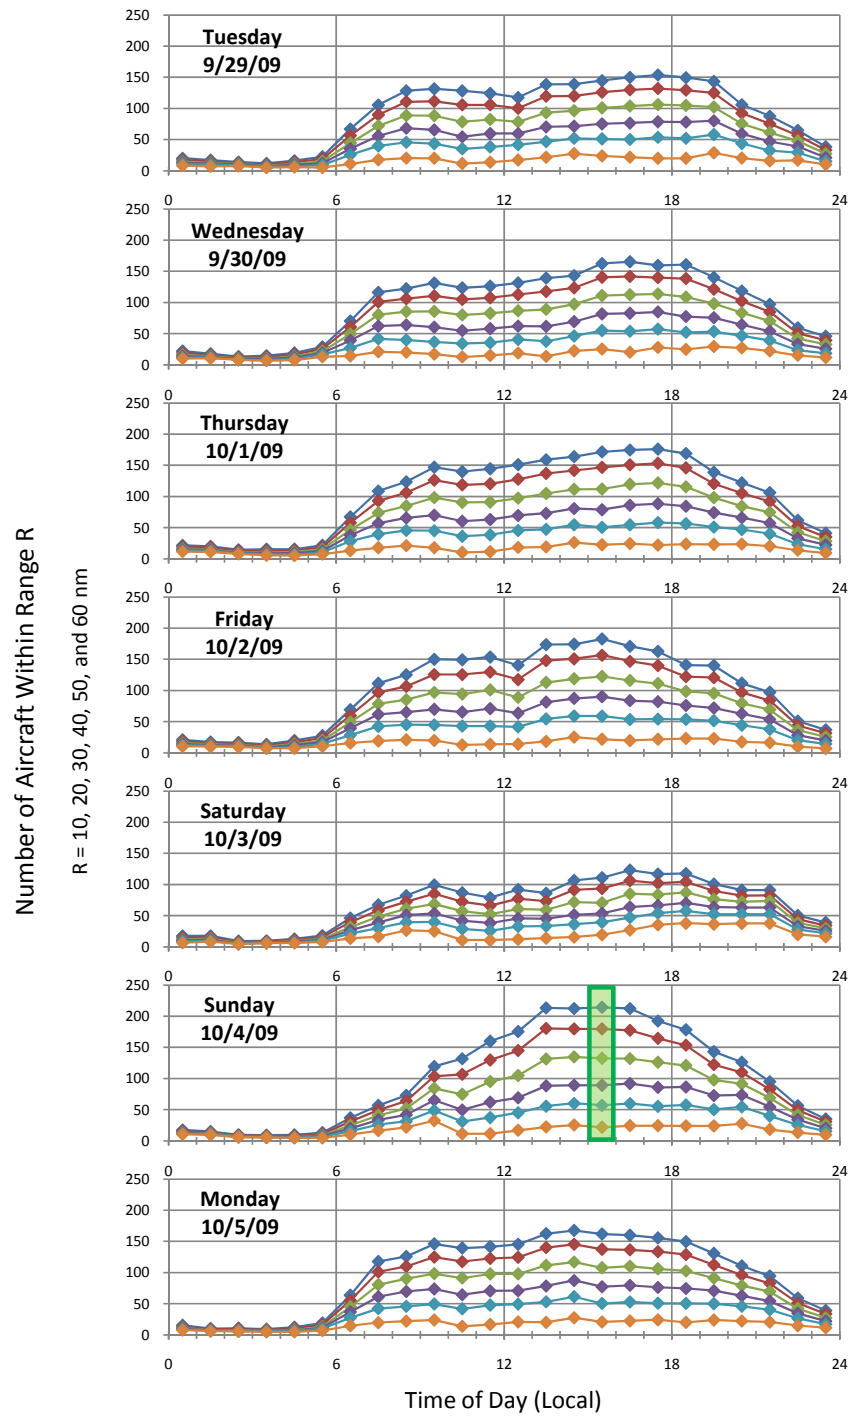 Number of Aircraft Within Range R
R = 10, 20, 30, 40, 50, and 60 nm
250
200
150
100
50
0
Tuesday
9/29/09
0 6 12 18 24
250
200
150
100
50
0
Wednesday
9/30/09
0 6 12 18 24
250
200
150
100
50
0
Thursday
10/1/09
0 6 12 18 24
250
200
150
100
50
0
Friday
10/2/09
0 6 12 18 24
250
200
150
100
50
0
Saturday
10/3/09
0 6 12 18 24
250
200
150
100
50
0
Sunday
10/4/09
0 6 12 18 24
250
200
150
100
50
0
Monday
10/5/09
0 6 12 18 24
Time of Day (Local)